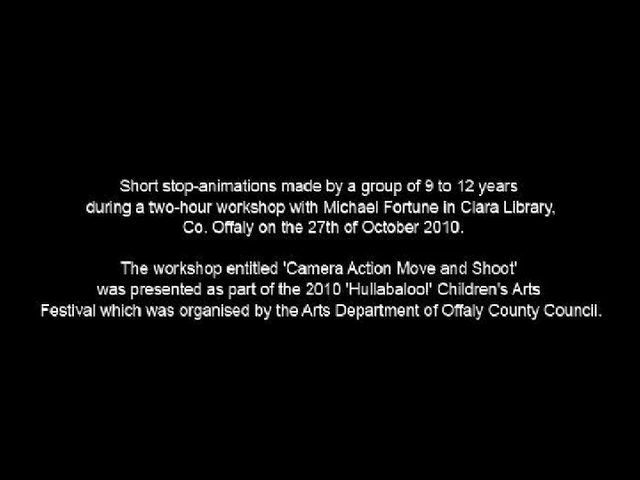 Short stop-animations made by a group of 9 to 12 years
during a two-hour workshop with Michael Fortune in Clara Library,
Co. Offaly on the 27th of October 2010.
The workshop entitled 'Camera Action Move and Shoot'
was presented as part of the 2010 'Hullabaloo!' Children's Arts
Festival which was organised by the Arts Department of Offaly County Council.